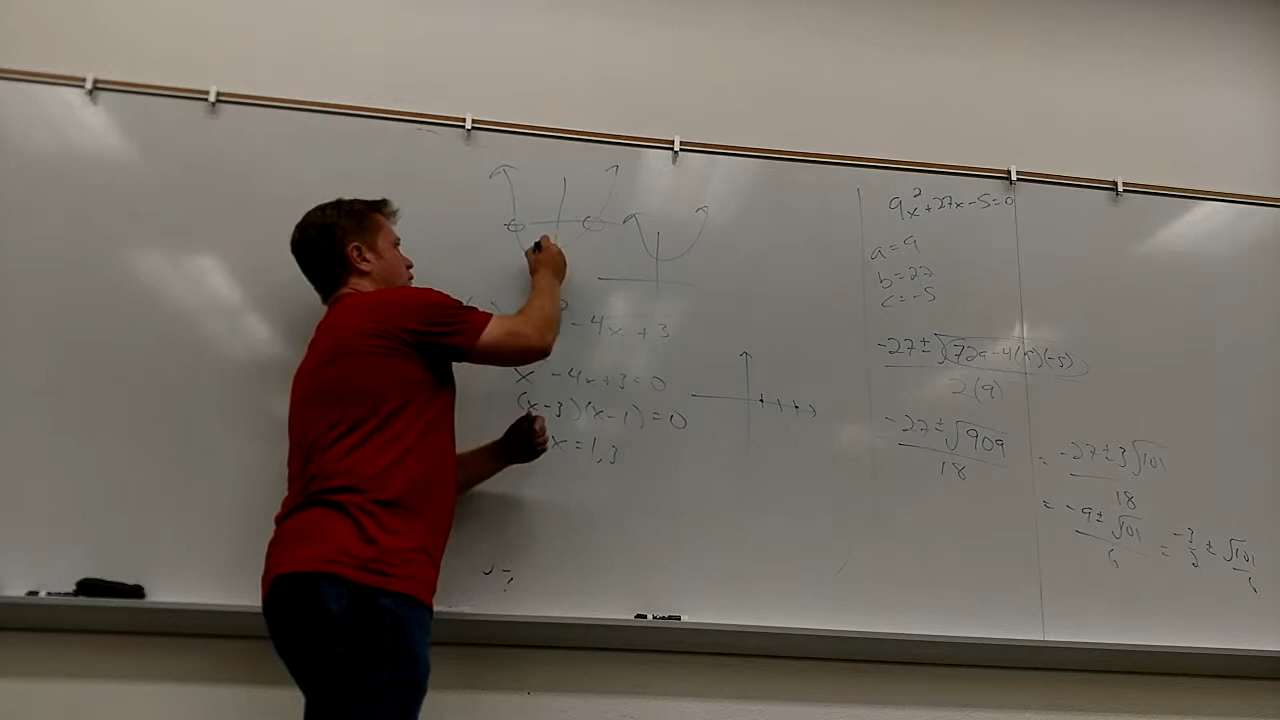 ² - 4x + 3
x - 4x + 3 = 0
(x - 3)(x - 1) = 0
x = 1, 3
9x² + 27x - 5 = 0
a = 9
b = 27
c = -5
-27 ± √729 - 4(9)(-5)
2(9)
-27 ± √909
18
= -27 ± 3√101
18
= -9 ± √101
6
= -3/2 ± √101/6